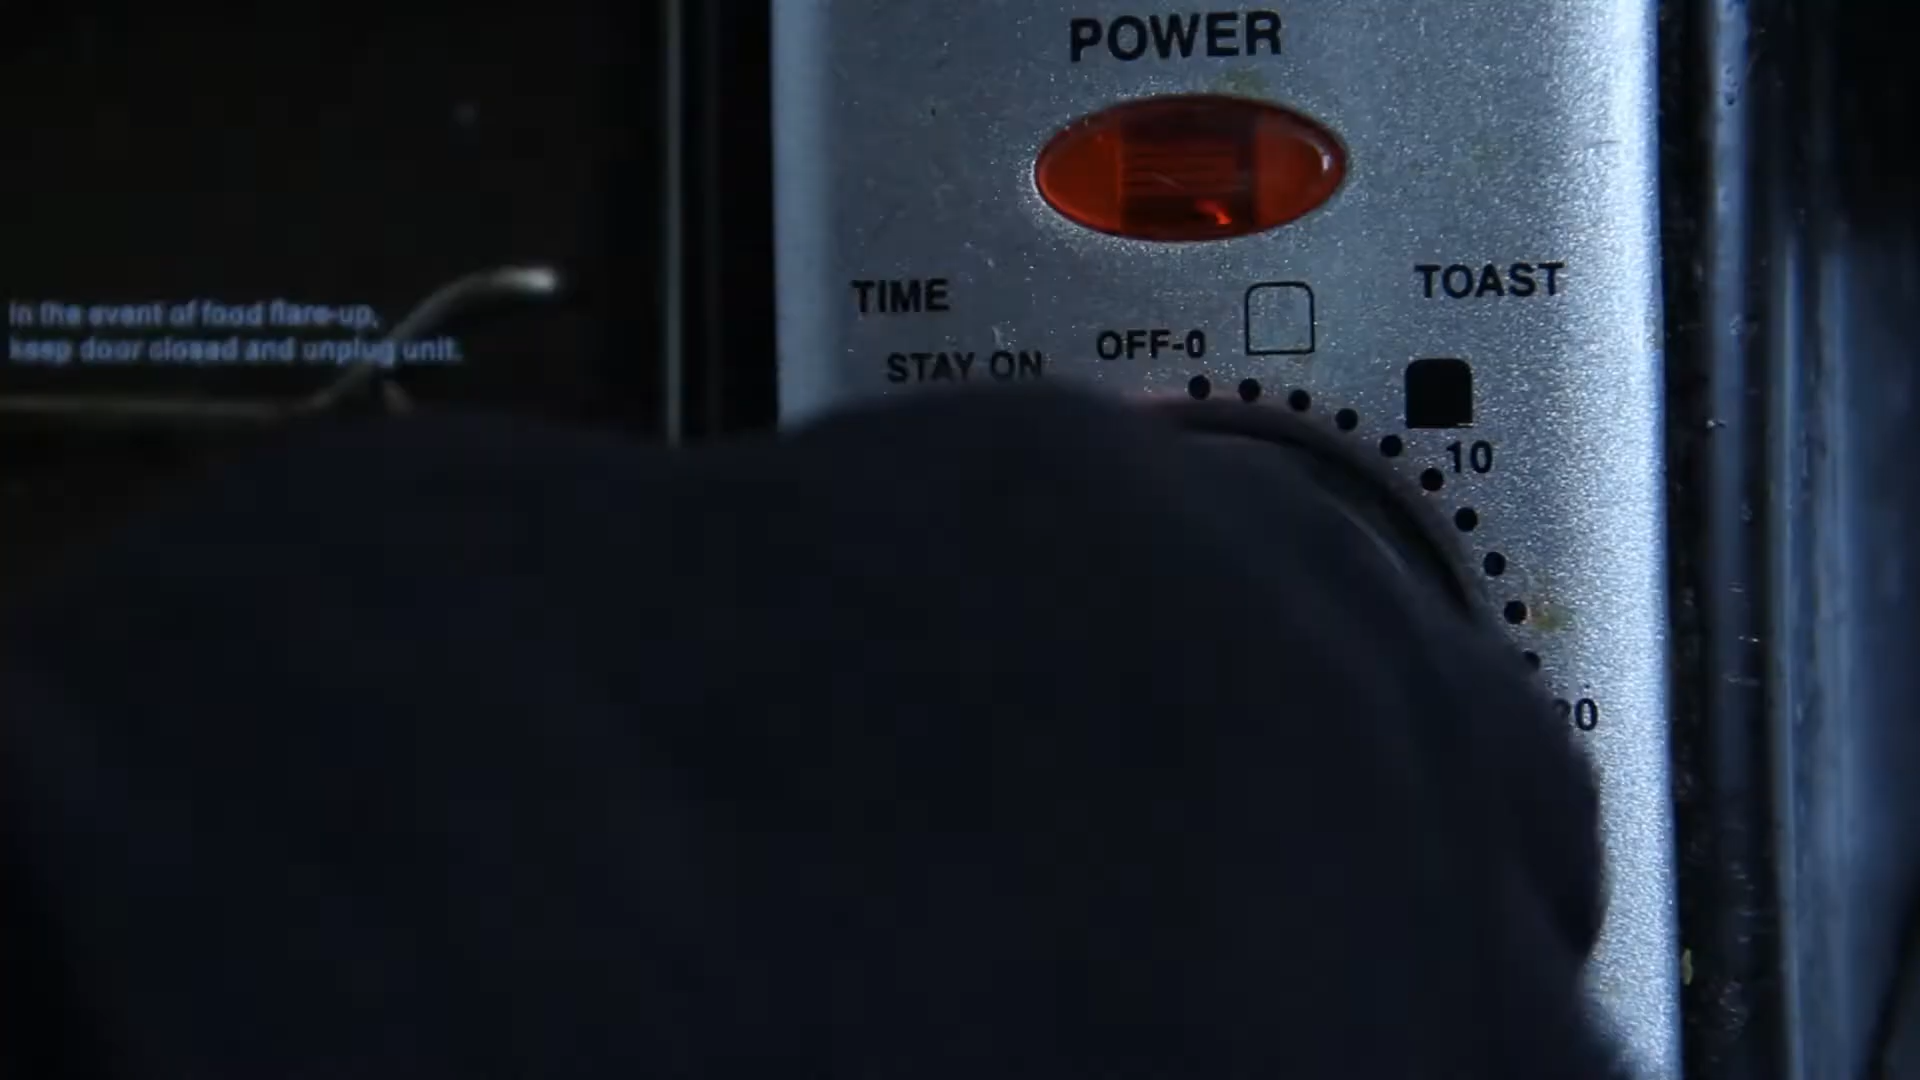 POWER
TIME
TOAST
OFF-0
STAY ON
10
20
In the event of food flare-up,
keep door closed and unplug unit.